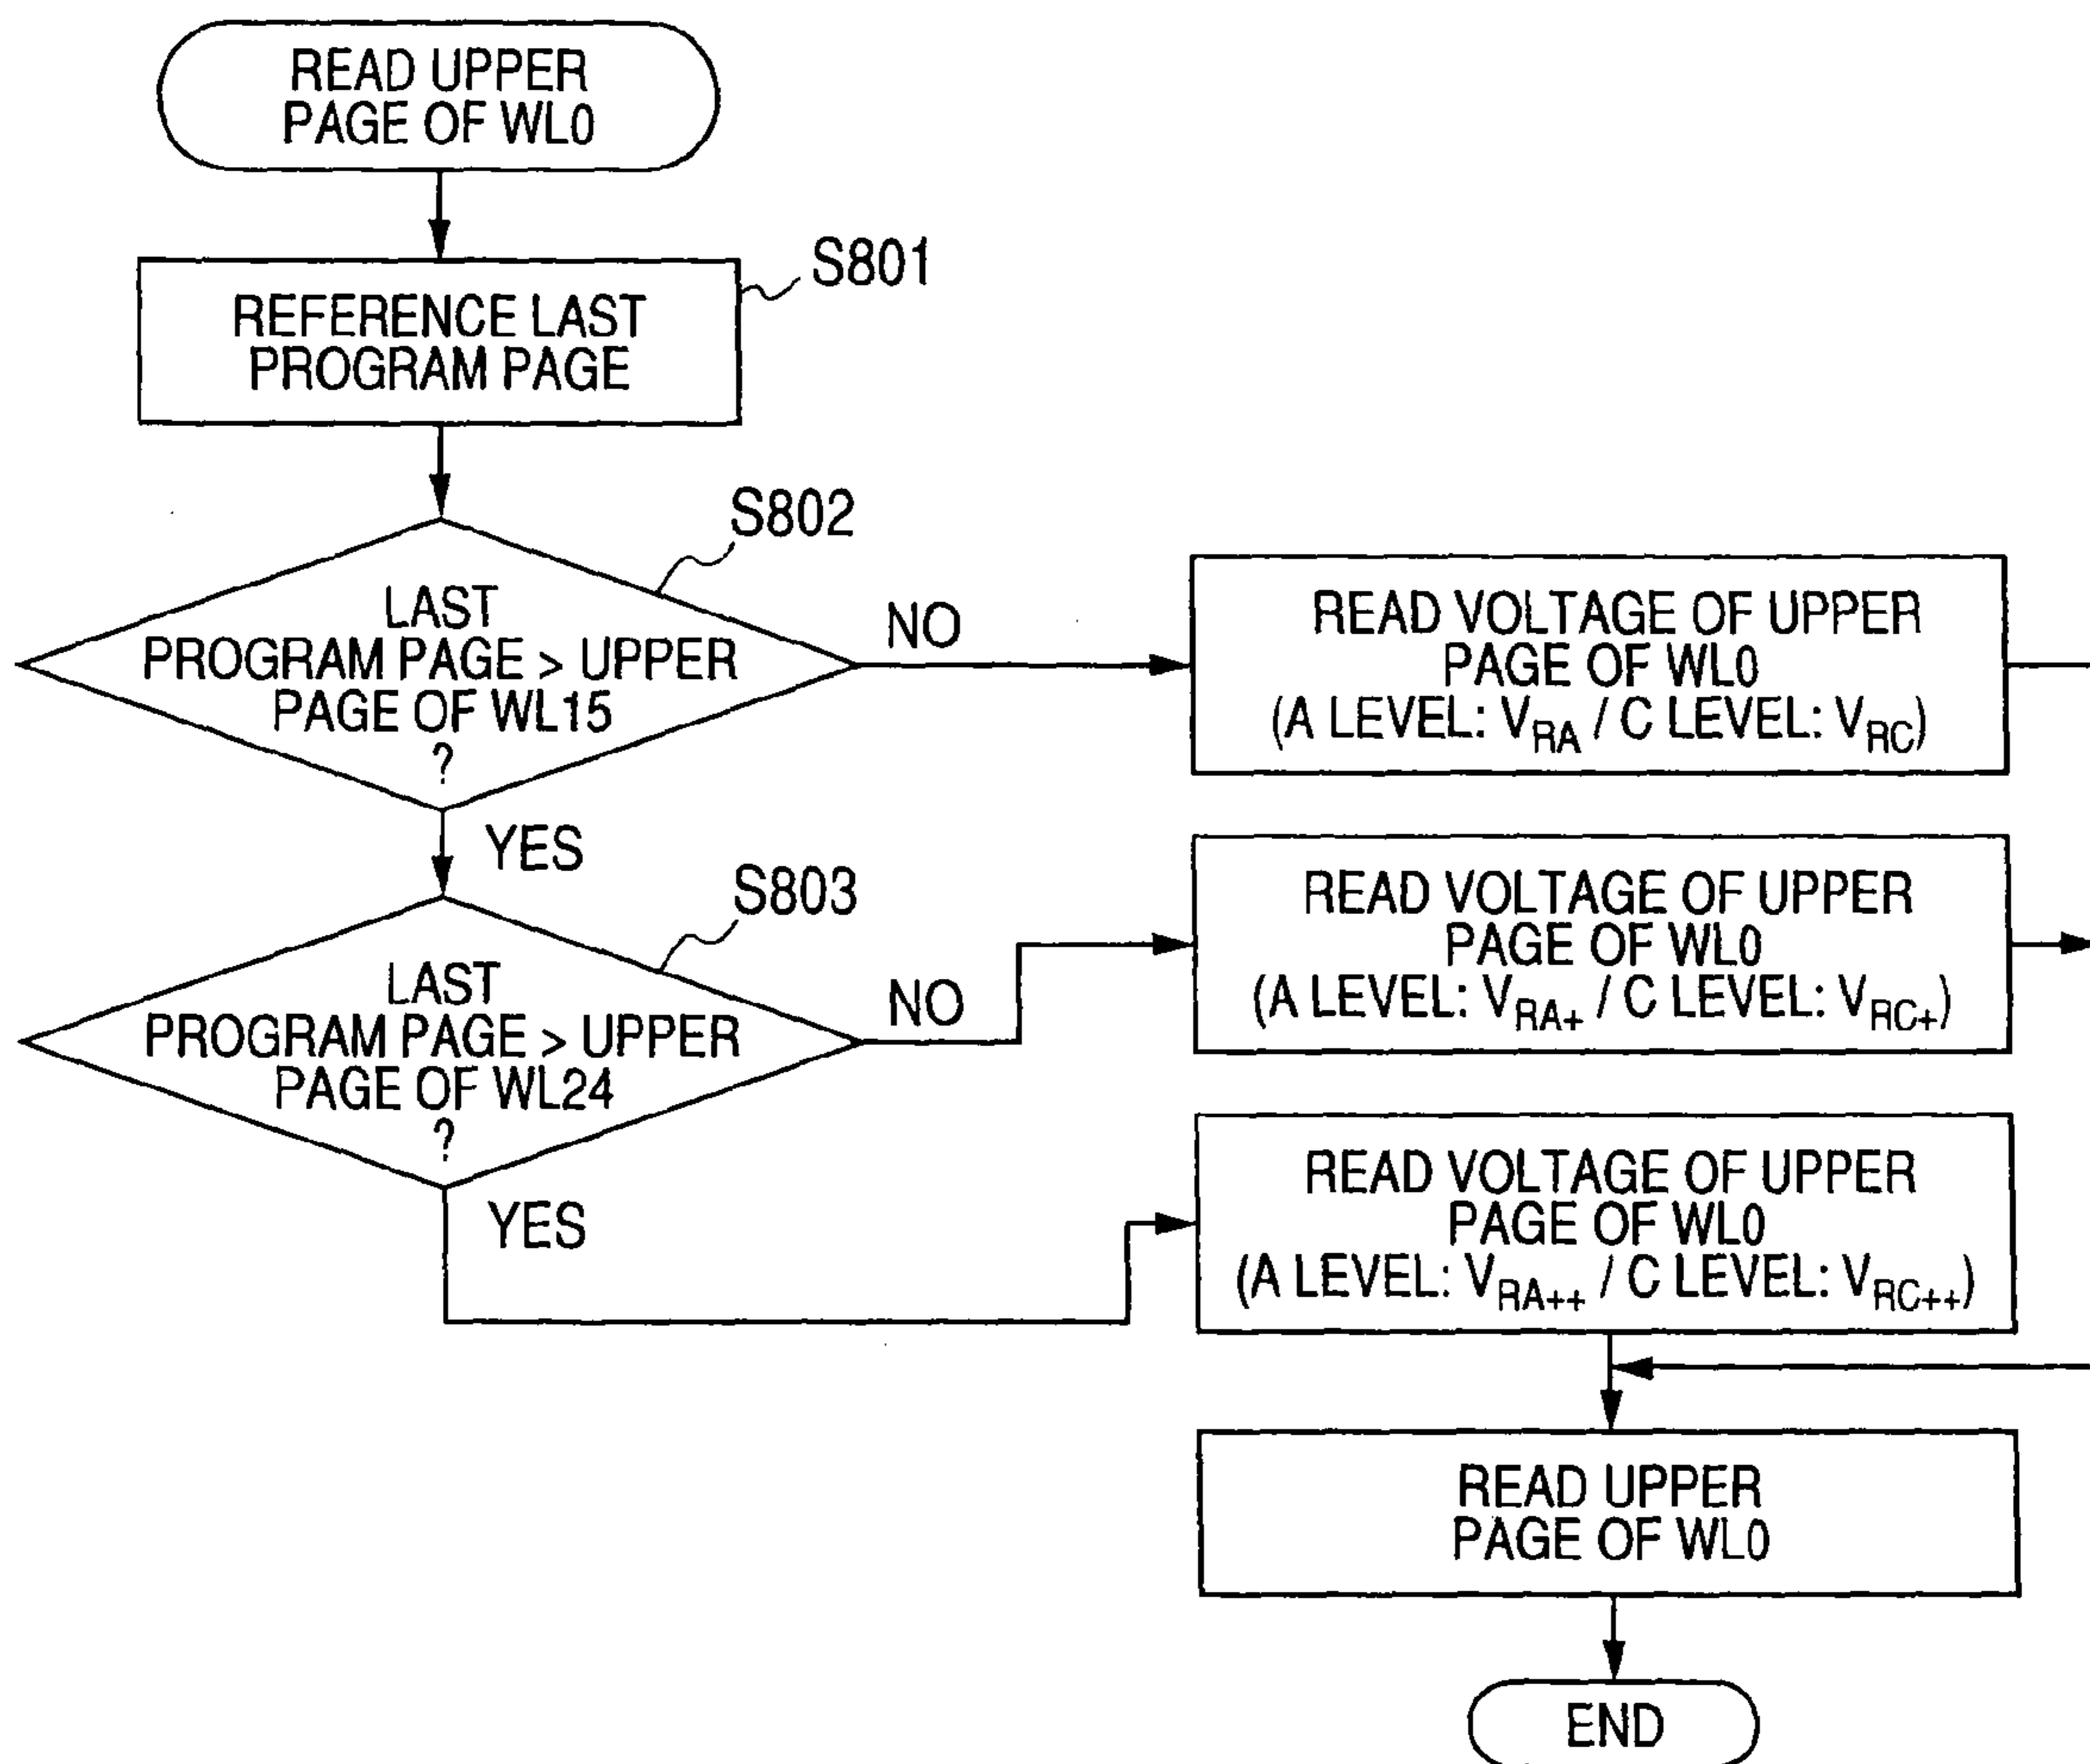 READ UPPER
PAGE OF WL0
S801
REFERENCE LAST
PROGRAM PAGE
S802
LAST
PROGRAM PAGE > UPPER
PAGE OF WL15
?
NO
READ VOLTAGE OF UPPER
PAGE OF WL0
(A LEVEL: VRA / C LEVEL: VRC)
YES
S803
LAST
PROGRAM PAGE > UPPER
PAGE OF WL24
?
NO
READ VOLTAGE OF UPPER
PAGE OF WL0
(A LEVEL: VRA+ / C LEVEL: VRC+)
YES
READ VOLTAGE OF UPPER
PAGE OF WL0
(A LEVEL: VRA++ / C LEVEL: VRC++)
READ UPPER
PAGE OF WL0
END